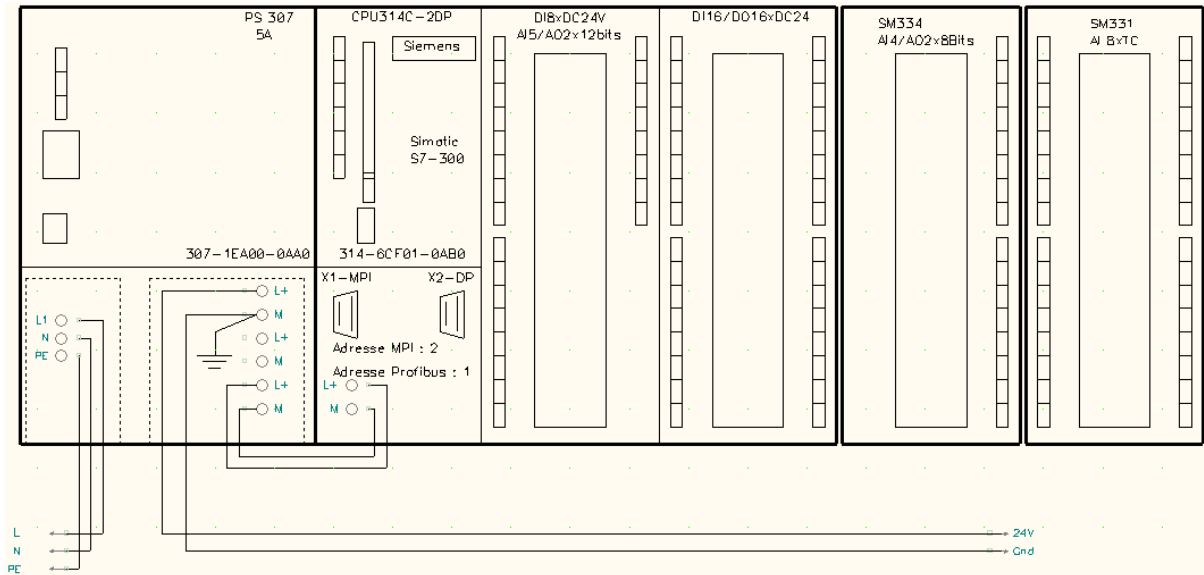 PS 307
5A
CPU314C-2DP
Siemens
Simatic
S7-300
DI8xDC24V
AI5/AO2x12bits
DI16/DO16xDC24
SM334
AI4/AO2x8Bits
SM331
AI 8xTC
307-1EA00-0AA0
314-6CF01-0AB0
X1-MPI
X2-DP
L1
N
PE
L+
M
L+
M
L+
M
Adresse MPI : 2
Adresse Profibus : 1
L+
M
L
N
PE
24V
Gnd